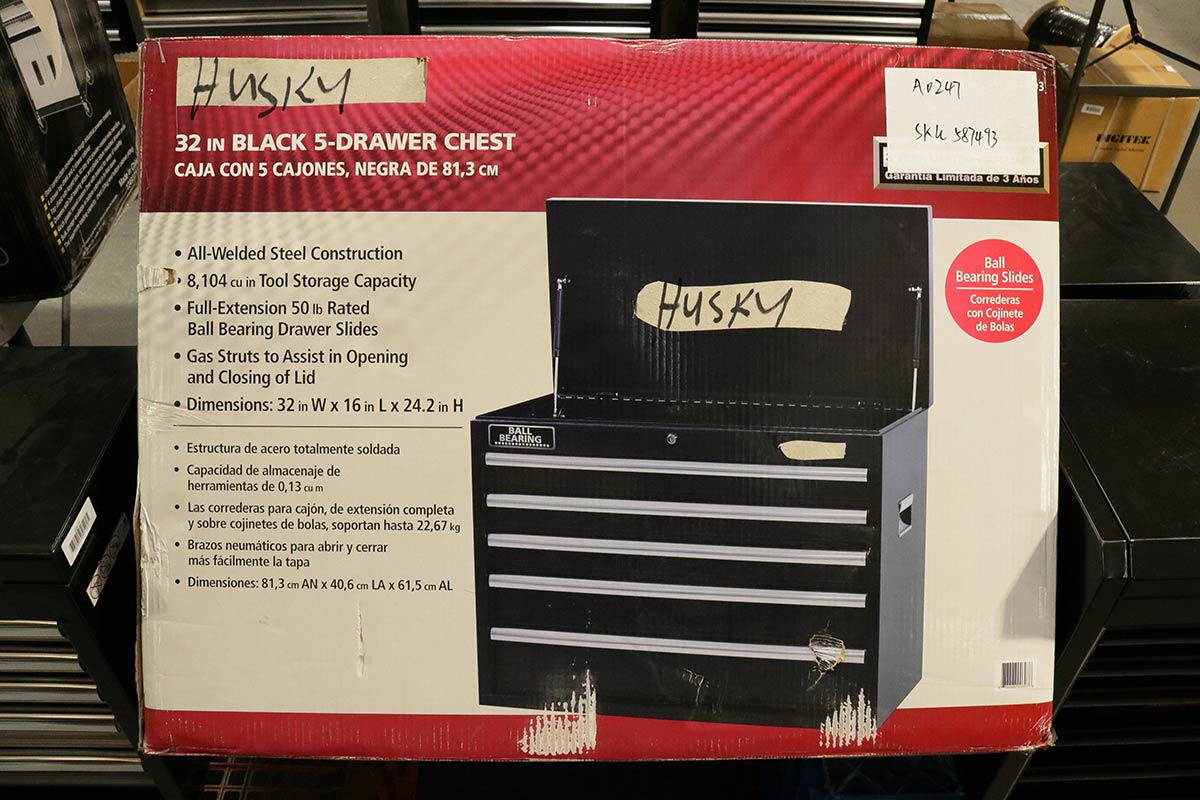 HUSKY
32 IN BLACK 5-DRAWER CHEST
CAJA CON 5 CAJONES, NEGRA DE 81,3 CM
A0247
SKU 587493
3
Garantía Limitada de 3 Años
• All-Welded Steel Construction
• 8,104 cu in Tool Storage Capacity
• Full-Extension 50 lb Rated
Ball Bearing Drawer Slides
• Gas Struts to Assist in Opening
and Closing of Lid
• Dimensions: 32 in W x 16 in L x 24.2 in H
• Estructura de acero totalmente soldada
• Capacidad de almacenaje de
herramientas de 0,13 cu m
• Las correderas para cajón, de extensión completa
y sobre cojinetes de bolas, soportan hasta 22,67 kg
• Brazos neumáticos para abrir y cerrar
más fácilmente la tapa
• Dimensiones: 81,3 cm AN x 40,6 cm LA x 61,5 cm AL
HUSKY
BALL
BEARING
Ball
Bearing Slides
Correderas
con Cojinete
de Bolas
DIGITEK